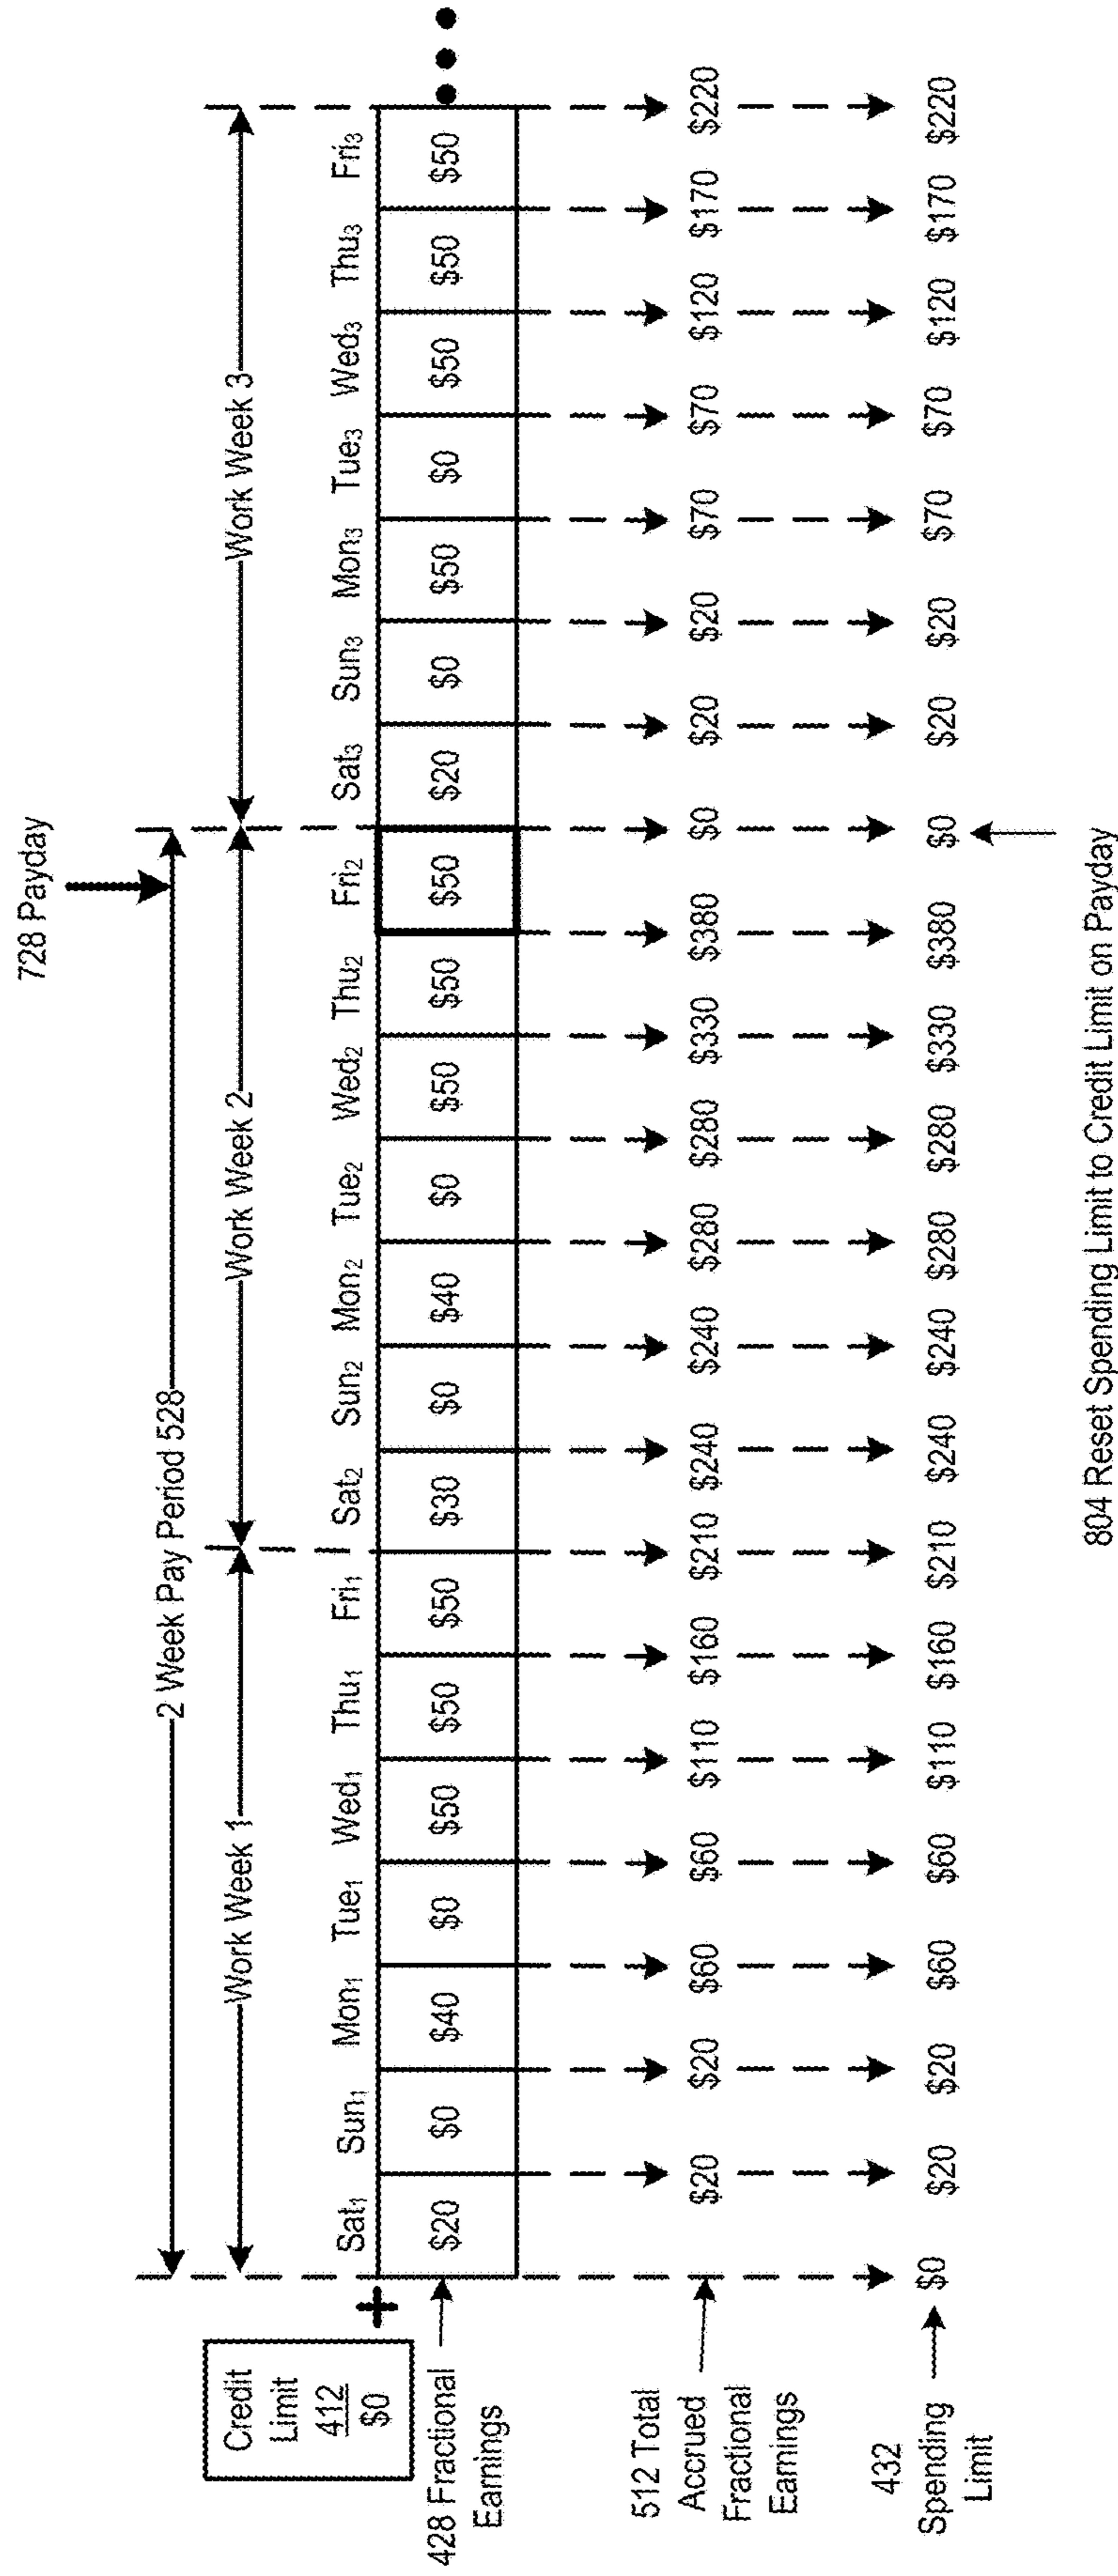 728 Payday
2 Week Pay Period 528
Work Week 1
Work Week 2
Work Week 3
Credit
Limit
412
$0
+
Sat1 Sun1 Mon1 Tue1 Wed1 Thu1 Fri1 Sat2 Sun2 Mon2 Tue2 Wed2 Thu2 Fri2 Sat3 Sun3 Mon3 Tue3 Wed3 Thu3 Fri3
428 Fractional
Earnings
$20 $0 $40 $0 $50 $50 $50 $30 $0 $40 $0 $50 $50 $50 $20 $0 $50 $0 $50 $50 $50
512 Total
Accrued
Fractional
Earnings
$20 $20 $60 $60 $110 $160 $210 $240 $240 $280 $280 $330 $380 $0 $20 $20 $70 $70 $120 $170 $220
432
Spending
Limit
$0 $20 $20 $60 $60 $110 $160 $210 $240 $240 $280 $280 $330 $380 $0 $20 $20 $70 $70 $120 $170 $220
804 Reset Spending Limit to Credit Limit on Payday